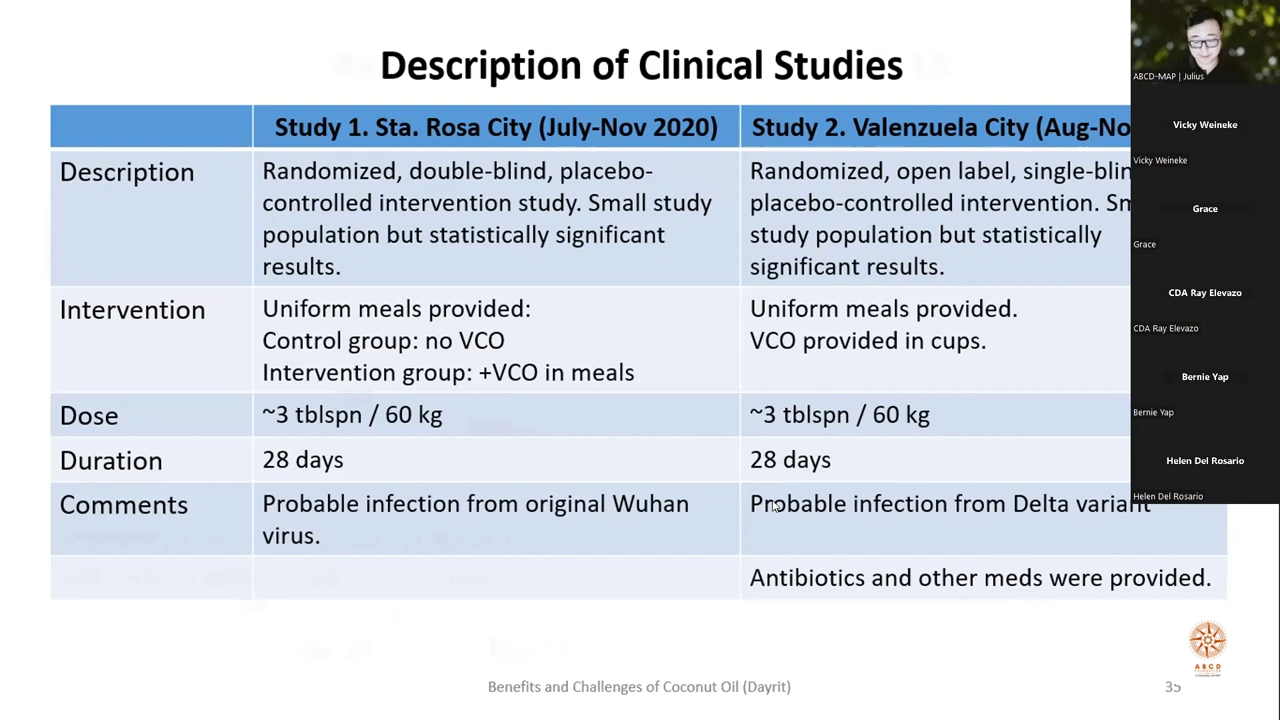 Description of Clinical Studies
Study 1. Sta. Rosa City (July-Nov 2020)
Study 2. Valenzuela City (Aug-No
Description
Randomized, double-blind, placebo-
controlled intervention study. Small study
population but statistically significant
results.
Randomized, open label, single-blin
placebo-controlled intervention. Sm
study population but statistically
significant results.
Intervention
Uniform meals provided:
Control group: no VCO
Intervention group: +VCO in meals
Uniform meals provided.
VCO provided in cups.
Dose
~3 tblspn / 60 kg
~3 tblspn / 60 kg
Duration
28 days
28 days
Comments
Probable infection from original Wuhan
virus.
Probable infection from Delta variant
Antibiotics and other meds were provided.
Benefits and Challenges of Coconut Oil (Dayrit)
35
ABCD
ABCD-MAP | Julius
Vicky Weineke
Vicky Weineke
Grace
Grace
CDA Ray Elevazo
CDA Ray Elevazo
Bernie Yap
Bernie Yap
Helen Del Rosario
Helen Del Rosario